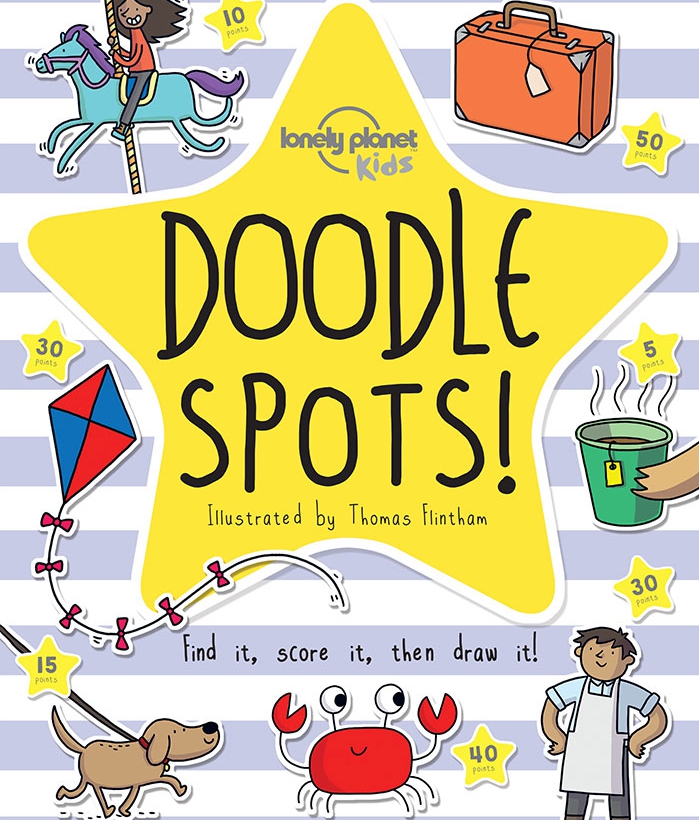 10
points
50
points
lonely planet™
kids
DOODLE
SPOTS!
Illustrated by Thomas Flintham
30
points
5
points
30
points
Find it, score it, then draw it!
15
points
40
points